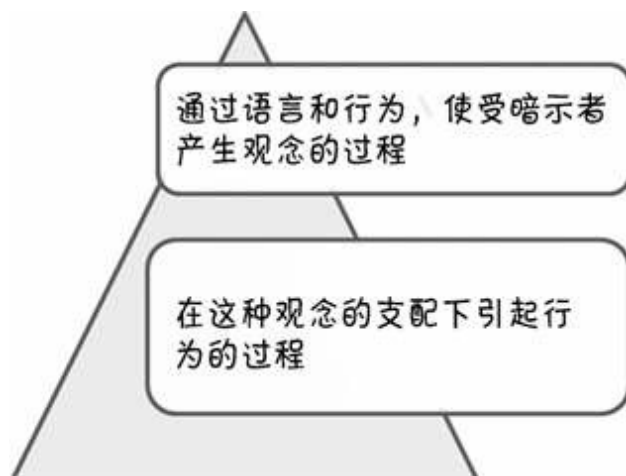 通过语言和行为，使受暗示者
产生观念的过程
在这种观念的支配下引起行
为的过程